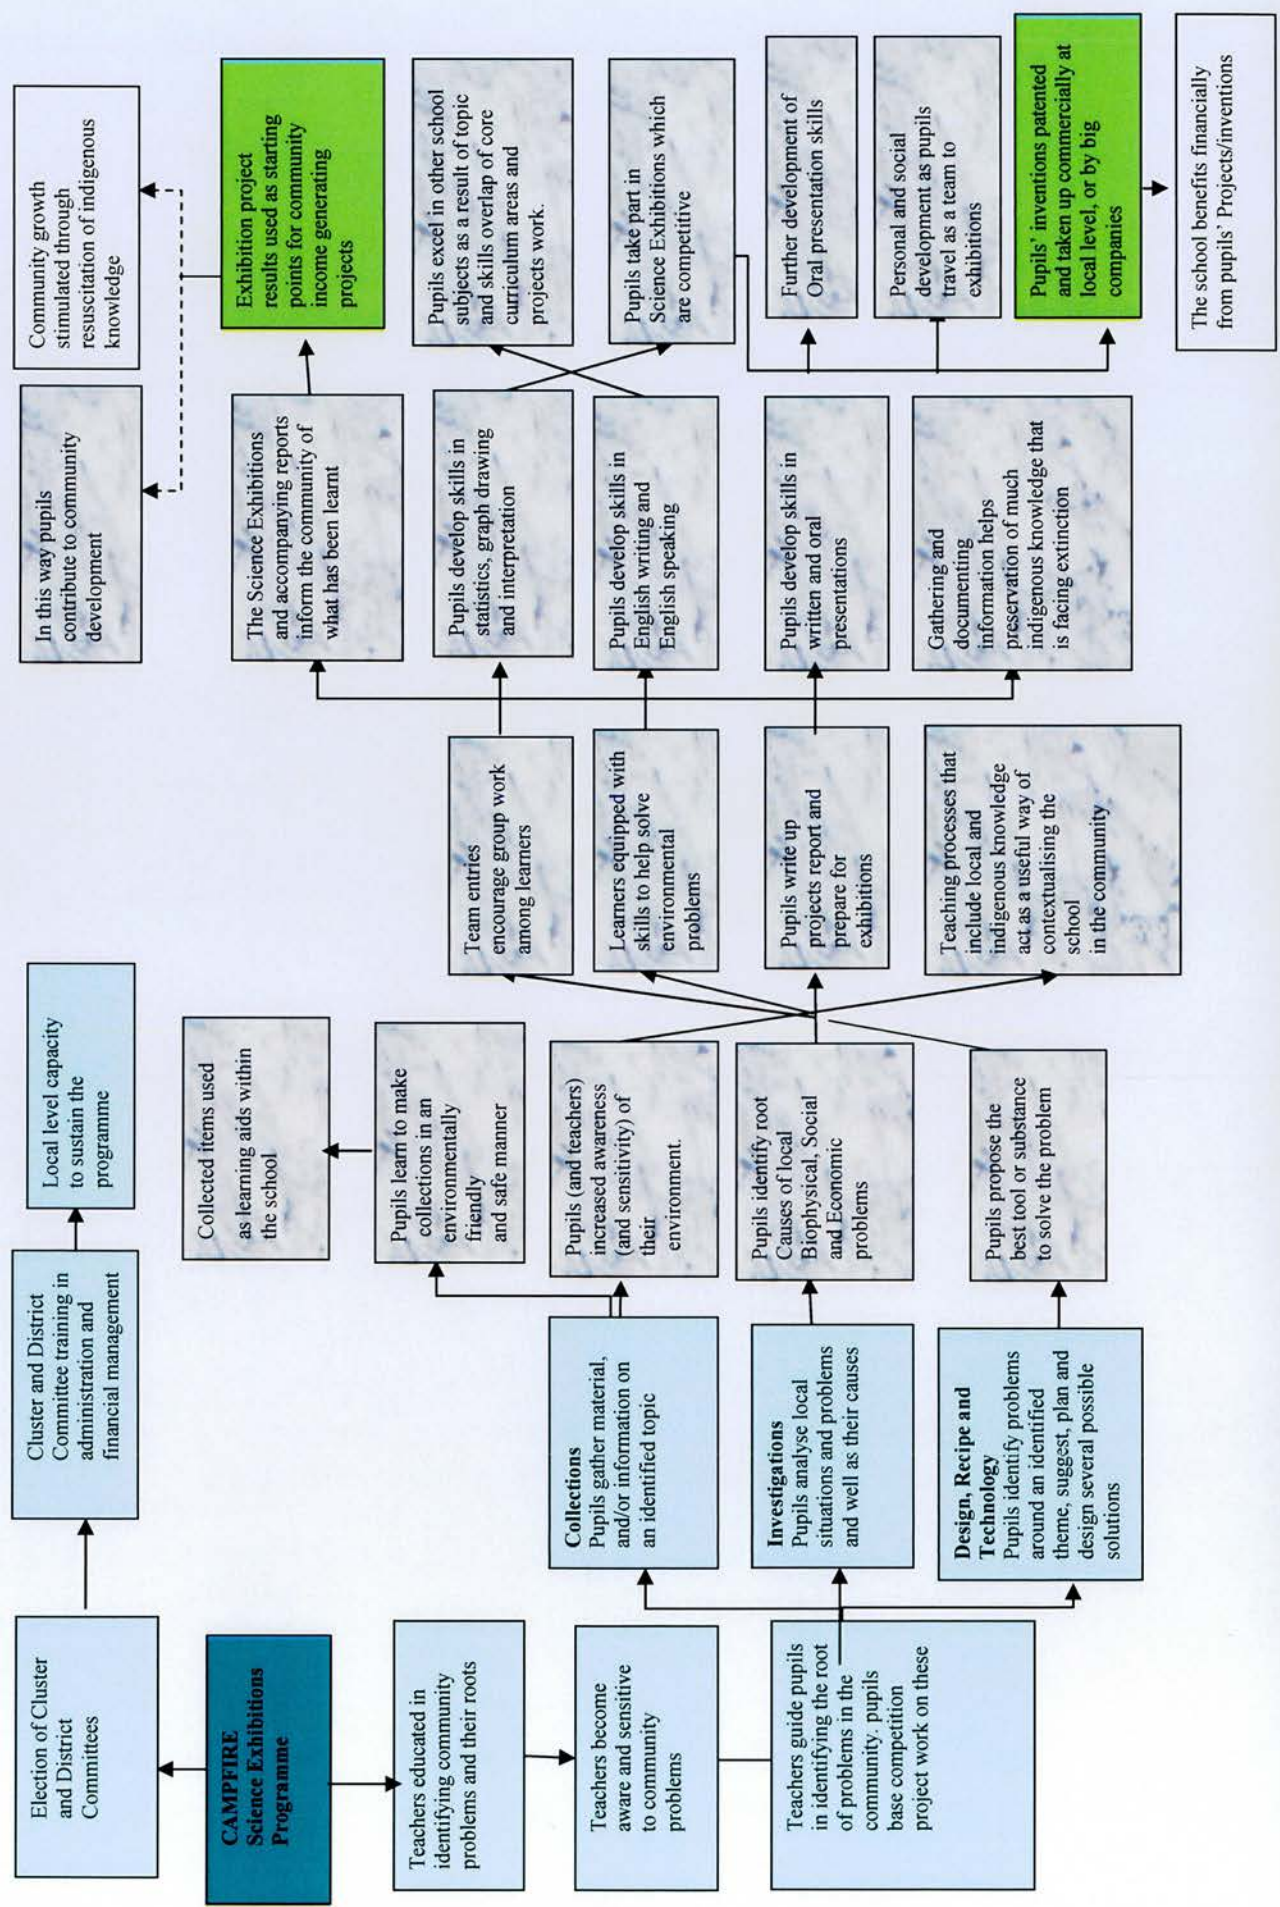 Election of Cluster
and District
Committees
Cluster and District
Committee training in
administration and
financial management
Local level capacity
to sustain the
programme
In this way pupils
contribute to community
development
Community growth
stimulated through
resuscitation of indigenous
knowledge
CAMPFIRE
Science Exhibitions
Programme
Collected items used
as learning aids within
the school
The Science Exhibitions
and accompanying reports
inform the community of
what has been learnt
Exhibition project
results used as starting
points for community
income generating
projects
Teachers educated in
identifying community
problems and their roots
Pupils learn to make
collections in an
environmentally
friendly
and safe manner
Team entries
encourage group work
among learners
Pupils develop skills in
statistics, graph drawing
and interpretation
Pupils excel in other school
subjects as a result of topic
and skills overlap of core
curriculum areas and
projects work.
Teachers become
aware and sensitive
to community
problems
Collections
Pupils gather material,
and/or information on
an identified topic
Pupils (and teachers)
increased awareness
(and sensitivity) of
their
environment.
Learners equipped with
skills to help solve
environmental
problems
Pupils develop skills in
English writing and
English speaking
Pupils take part in
Science Exhibitions which
are competitive
Teachers guide pupils
in identifying the root
of problems in the
community. pupils
base competition
project work on these
Investigations
Pupils analyse local
situations and problems
and well as their causes
Pupils identify root
Causes of local
Biophysical, Social
and Economic
problems
Pupils write up
projects report and
prepare for
exhibitions
Pupils develop skills in
written and oral
presentations
Further development of
Oral presentation skills
Personal and social
development as pupils
travel as a team to
exhibitions
Design, Recipe and
Technology
Pupils identify problems
around an identified
theme, suggest, plan and
design several possible
solutions
Pupils propose the
best tool or substance
to solve the problem
Teaching processes that
include local and
indigenous knowledge
act as a useful way of
contextualising the
school
in the community
Gathering and
documenting
information helps
preservation of much
indigenous knowledge that
is facing extinction
Pupils' inventions patented
and taken up commercially at
local level, or by big
companies
The school benefits financially
from pupils' Projects/inventions